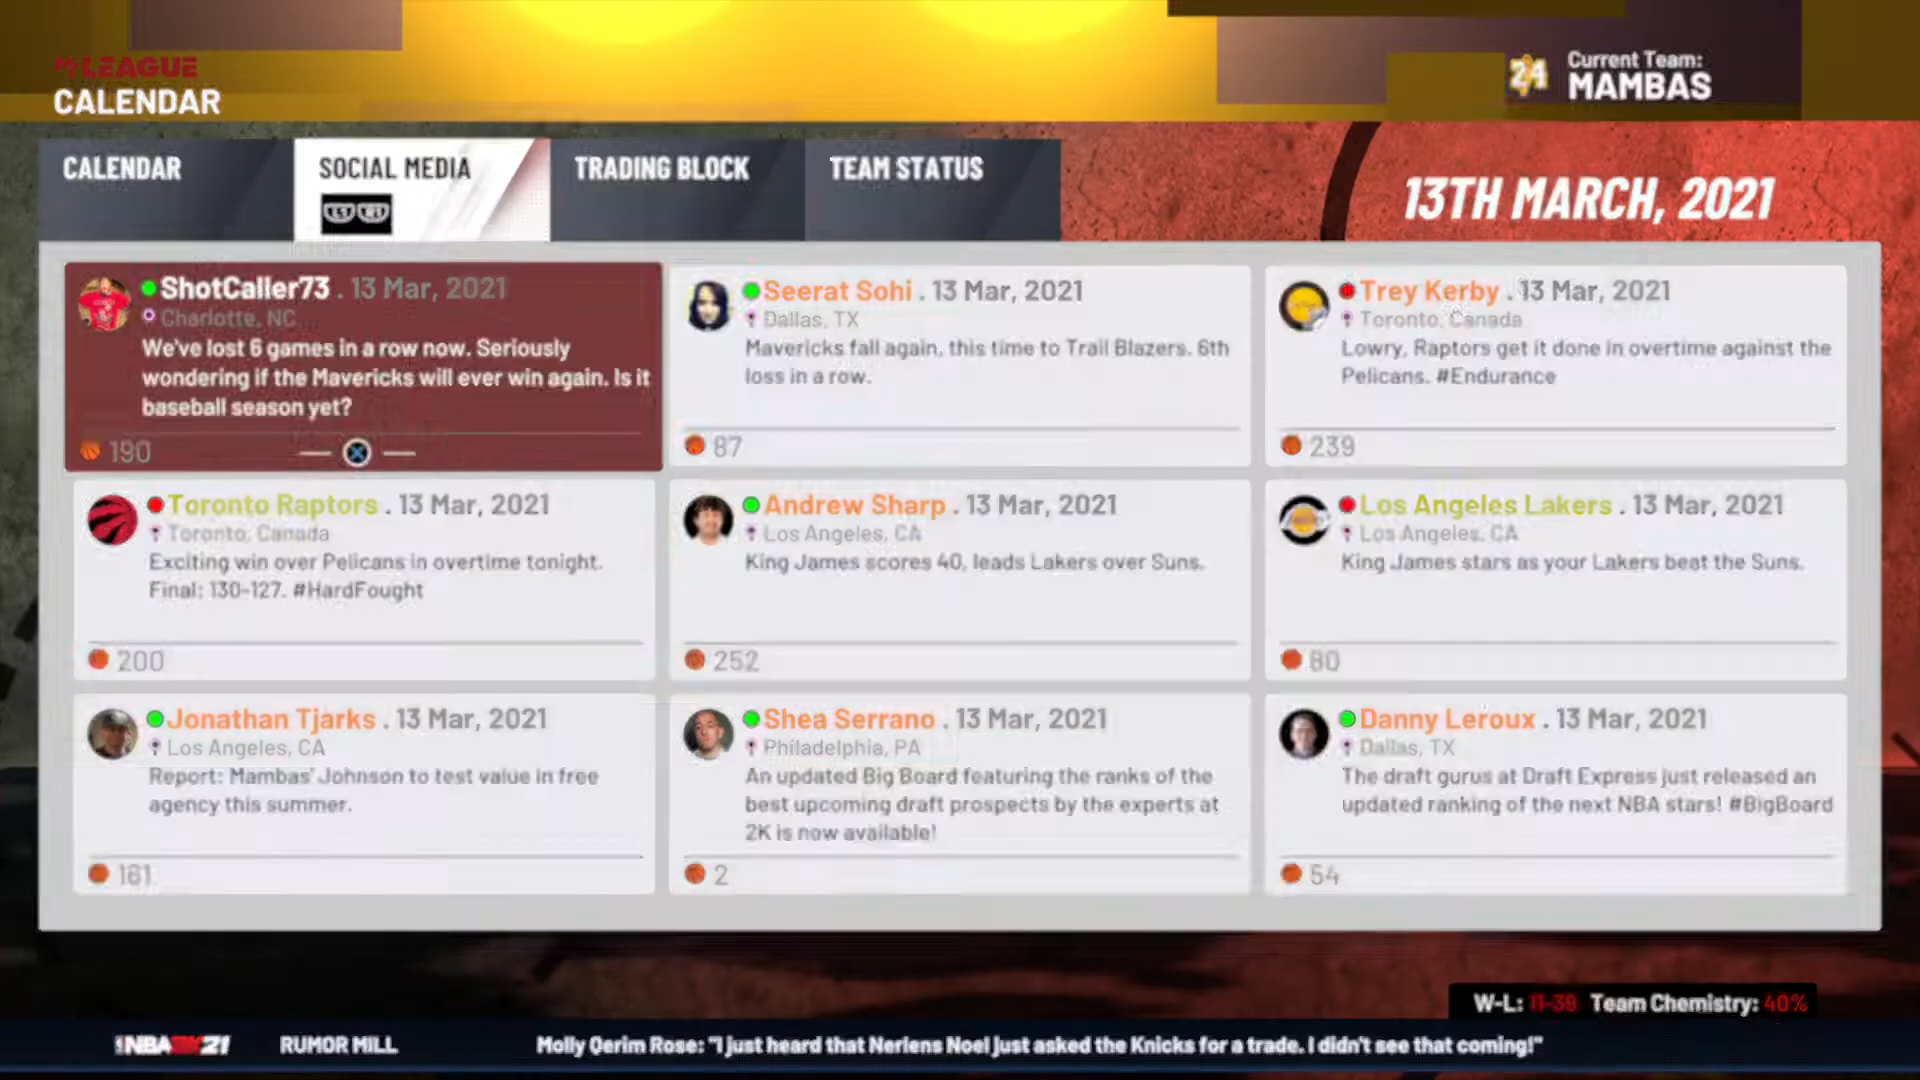 MYLEAGUE
CALENDAR
24
Current Team:
MAMBAS
CALENDAR
SOCIAL MEDIA
L1 R1
TRADING BLOCK
TEAM STATUS
13TH MARCH, 2021
ShotCaller73 . 13 Mar, 2021
Charlotte, NC
We've lost 6 games in a row now. Seriously
wondering if the Mavericks will ever win again. Is it
baseball season yet?
190
Seerat Sohi . 13 Mar, 2021
Dallas, TX
Mavericks fall again, this time to Trail Blazers. 6th
loss in a row.
87
Trey Kerby . 13 Mar, 2021
Toronto, Canada
Lowry, Raptors get it done in overtime against the
Pelicans. #Endurance
239
Toronto Raptors . 13 Mar, 2021
Toronto, Canada
Exciting win over Pelicans in overtime tonight.
Final: 130-127. #HardFought
200
Andrew Sharp . 13 Mar, 2021
Los Angeles, CA
King James scores 40, leads Lakers over Suns.
252
Los Angeles Lakers . 13 Mar, 2021
Los Angeles, CA
King James stars as your Lakers beat the Suns.
80
Jonathan Tjarks . 13 Mar, 2021
Los Angeles, CA
Report: Mambas' Johnson to test value in free
agency this summer.
161
Shea Serrano . 13 Mar, 2021
Philadelphia, PA
An updated Big Board featuring the ranks of the
best upcoming draft prospects by the experts at
2K is now available!
2
Danny Leroux . 13 Mar, 2021
Dallas, TX
The draft gurus at Draft Express just released an
updated ranking of the next NBA stars! #BigBoard
54
W-L: 11-39 Team Chemistry: 40%
NBA 2K21
RUMOR MILL
Molly Qerim Rose: "I just heard that Nerlens Noel just asked the Knicks for a trade. I didn't see that coming!"